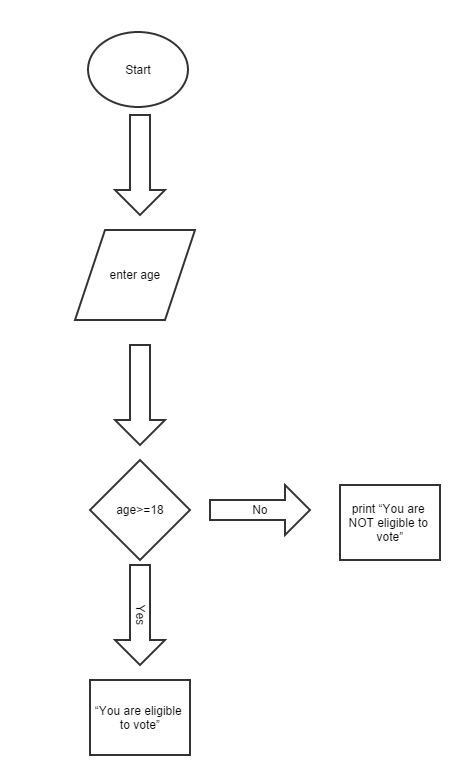 Start
enter age
age>=18
No
print “You are
NOT eligible to
vote”
Yes
“You are eligible
to vote”